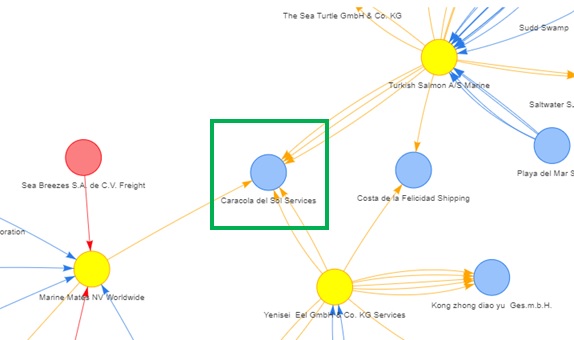 The Sea Turtle GmbH & Co. KG
Sudd Swamp
Turkish Salmon A/S Marine
Saltwater S.
Playa del Mar S
Sea Breezes S.A. de C.V. Freight
Caracola del Sol Services
Costa de la Felicidad Shipping
oration
Marine Mates NV Worldwide
Yenisei Eel GmbH & Co. KG Services
Kong zhong diao yu Ges.m.b.H.